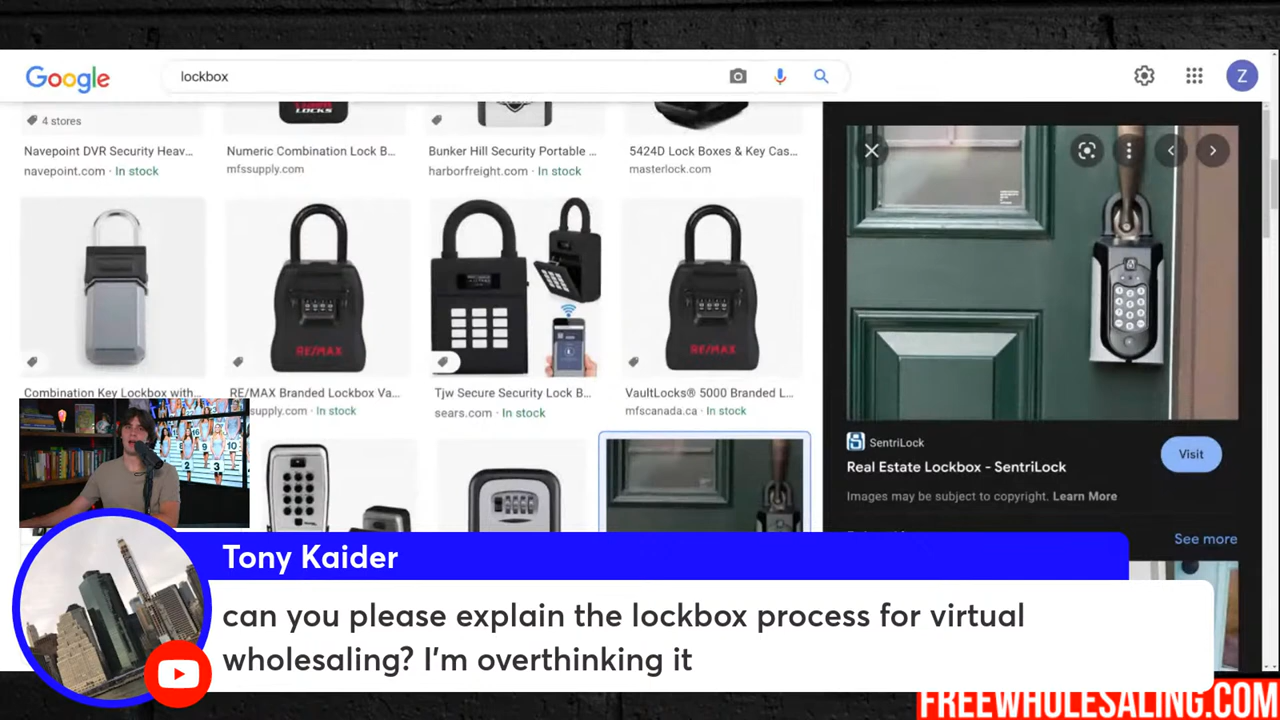 Google
lockbox
Z
4 stores
LOCKS
Navepoint DVR Security Heav...
navepoint.com · In stock
Numeric Combination Lock B...
mfssupply.com
Bunker Hill Security Portable ...
harborfreight.com · In stock
5424D Lock Boxes & Key Cas...
masterlock.com
RE/MAX
RE/MAX
Combination Key Lockbox with...
RE/MAX Branded Lockbox Va...
supply.com · In stock
Tjw Secure Security Lock B...
sears.com · In stock
VaultLocks® 5000 Branded L...
mfscanada.ca · In stock
SentriLock
Real Estate Lockbox - SentriLock
Visit
Images may be subject to copyright. Learn More
See more
Tony Kaider
can you please explain the lockbox process for virtual
wholesaling? I'm overthinking it
FREEWHOLESALING.COM